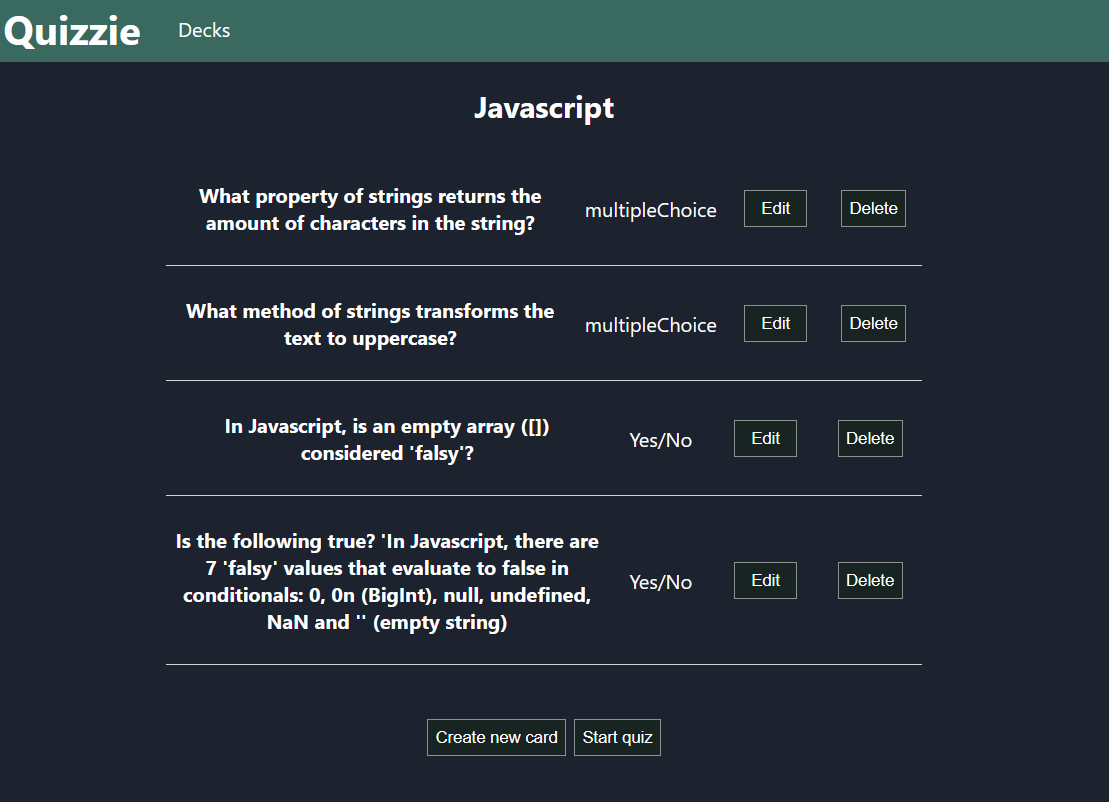 Quizzie Decks
Javascript
What property of strings returns the
amount of characters in the string?
multipleChoice Edit Delete
What method of strings transforms the
text to uppercase?
multipleChoice Edit Delete
In Javascript, is an empty array ([])
considered 'falsy'?
Yes/No Edit Delete
Is the following true? 'In Javascript, there are
7 'falsy' values that evaluate to false in
conditionals: 0, 0n (BigInt), null, undefined,
NaN and '' (empty string)
Yes/No Edit Delete
Create new card Start quiz